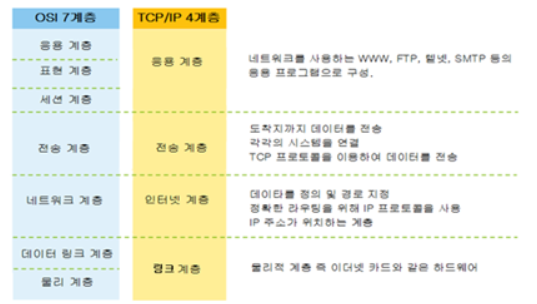 OSI 7계층
TCP/IP 4계층
응용 계층
표현 계층
세션 계층
응용 계층
네트워크를 사용하는 WWW, FTP, 텔넷, SMTP 등의
응용 프로그램으로 구성.
전송 계층
전송 계층
도착지까지 데이터를 전송
각각의 시스템을 연결
TCP 프로토콜을 이용하여 데이터를 전송
네트워크 계층
인터넷 계층
데이타를 정의 및 경로 지정
정확한 라우팅을 위해 IP 프로토콜을 사용
IP 주소가 위치하는 계층
데이터 링크 계층
물리 계층
링크 계층
물리적 계층 즉 이더넷 카드와 같은 하드웨어